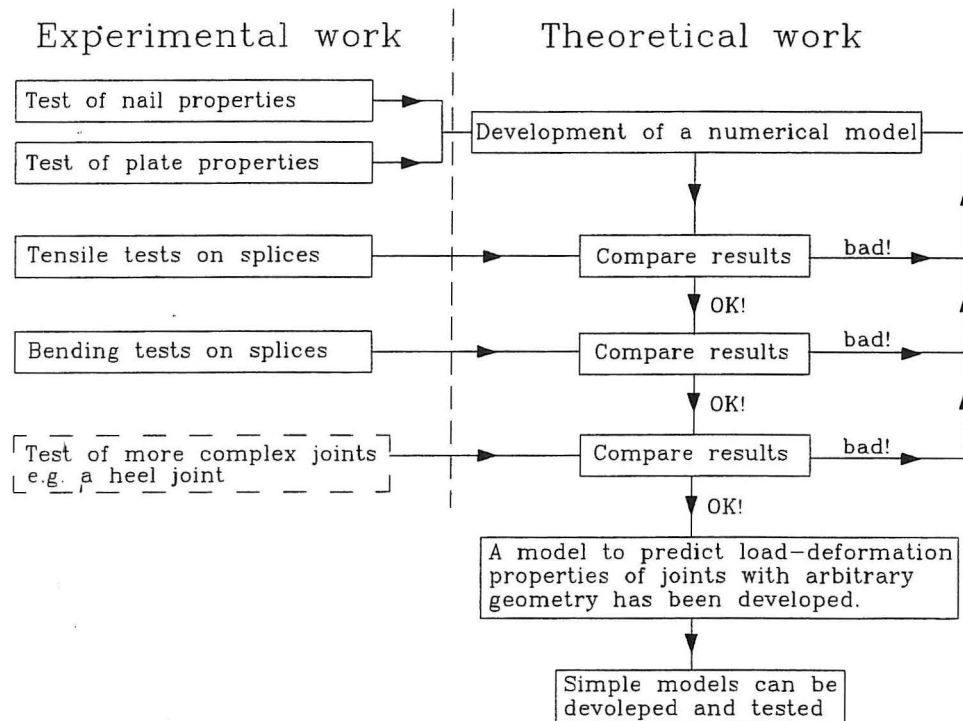 Experimental work
Theoretical work
Test of nail properties
Test of plate properties
Development of a numerical model
Tensile tests on splices
Compare results
bad!
OK!
Bending tests on splices
Compare results
bad!
OK!
Test of more complex joints
e.g. a heel joint
Compare results
bad!
OK!
A model to predict load-deformation
properties of joints with arbitrary
geometry has been developed.
Simple models can be
devoleped and tested